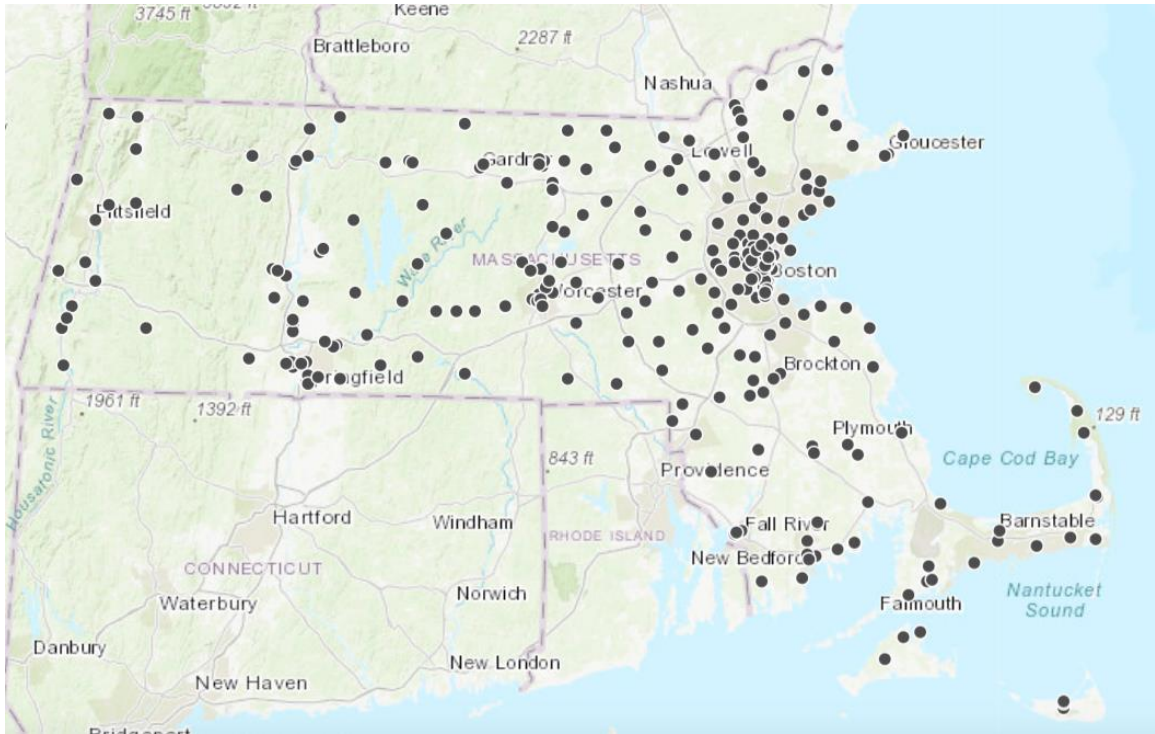 Keene
3745 ft
Brattleboro
2287 ft
Nashua
Gloucester
Lowell
Pittsfield
Ware River
MASSACHUSETTS
Boston
Worcester
Springfield
Brockton
1961 ft
1392 ft
129 ft
Plymouth
Housatonic River
843 ft
Providence
Cape Cod Bay
Hartford
Windham
Fall River
Barnstable
RHODE ISLAND
New Bedford
CONNECTICUT
Nantucket
Sound
Norwich
Waterbury
Falmouth
Danbury
New London
New Haven